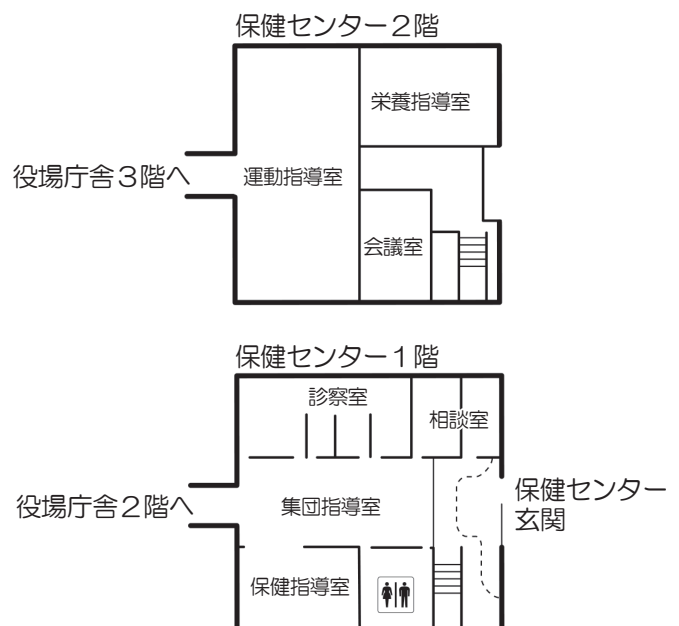 保健センター2階
栄養指導室
役場庁舎3階へ
運動指導室
会議室
保健センター1階
診察室
相談室
役場庁舎2階へ
集団指導室
保健センター
玄関
保健指導室